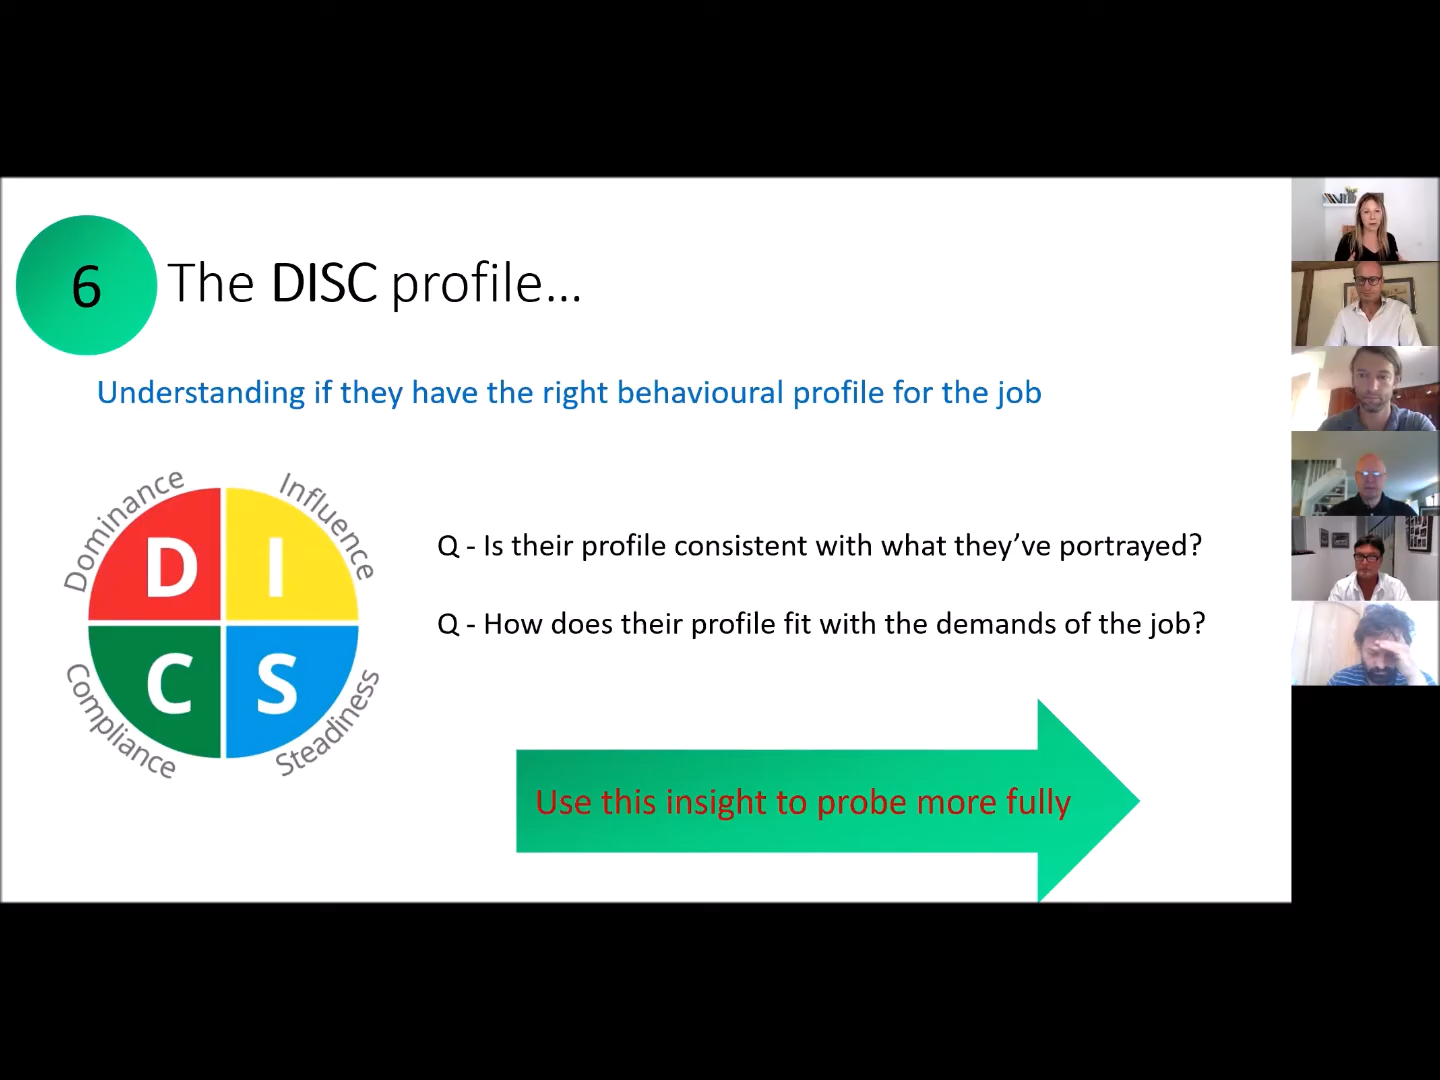 6
The DISC profile...
Understanding if they have the right behavioural profile for the job
Dominance
Influence
D
I
C
S
Compliance
Steadiness
Q - Is their profile consistent with what they’ve portrayed?
Q - How does their profile fit with the demands of the job?
Use this insight to probe more fully